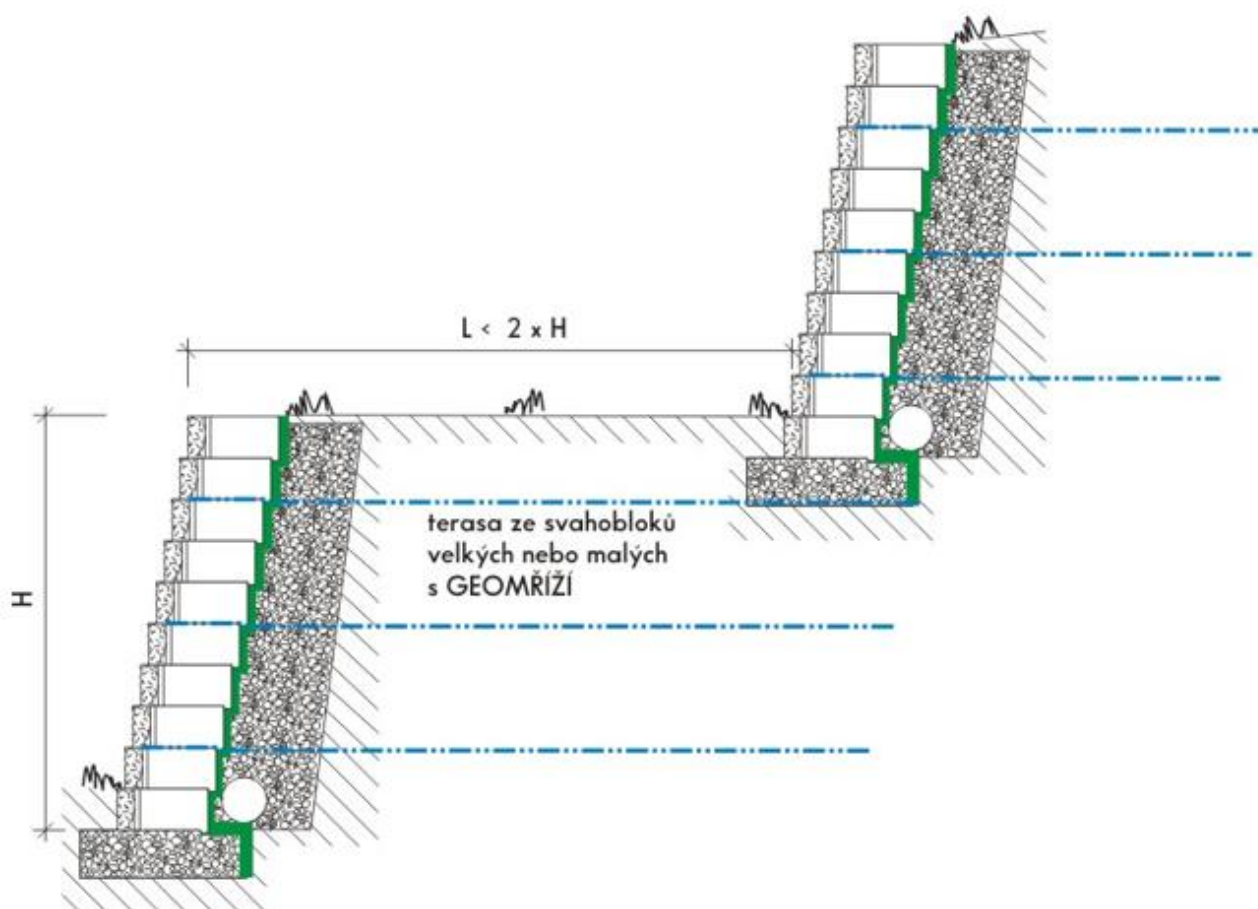 L < 2 x H
H
terasa ze svahobloků
velkých nebo malých
s GEOMŘÍŽÍ